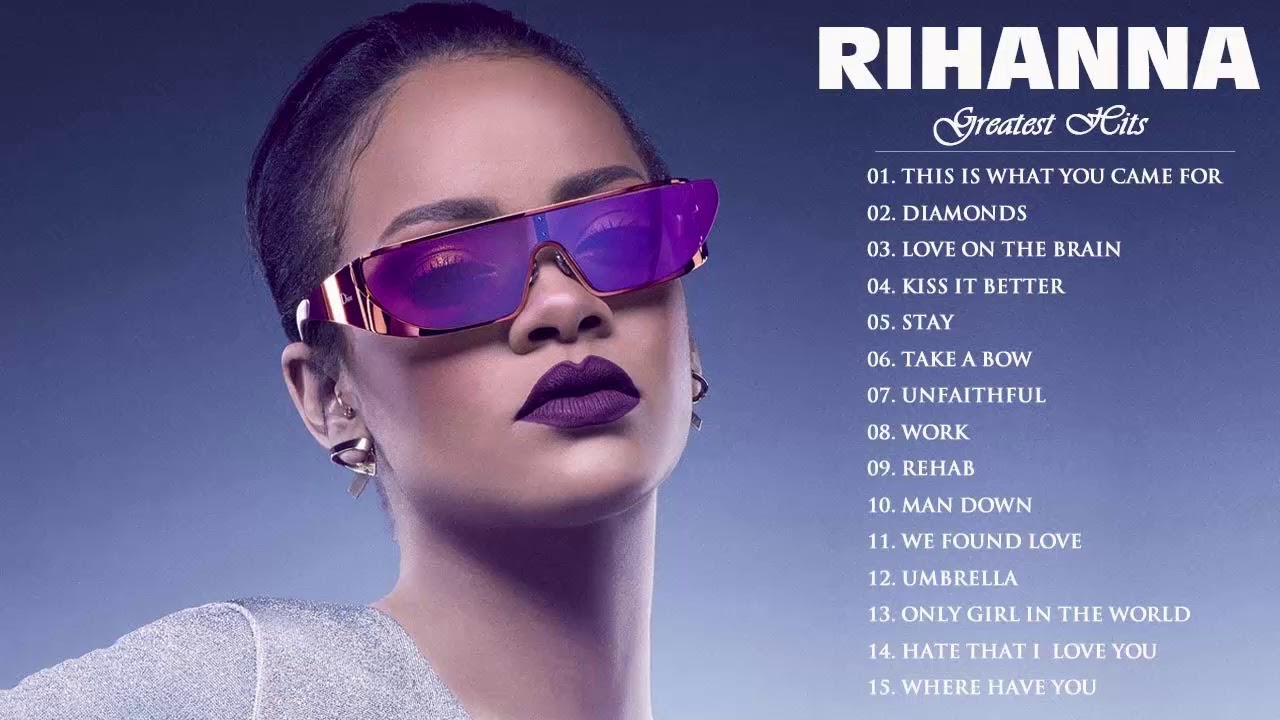 RIHANNA
Greatest Hits
01. THIS IS WHAT YOU CAME FOR
02. DIAMONDS
03. LOVE ON THE BRAIN
04. KISS IT BETTER
05. STAY
06. TAKE A BOW
07. UNFAITHFUL
08. WORK
09. REHAB
10. MAN DOWN
11. WE FOUND LOVE
12. UMBRELLA
13. ONLY GIRL IN THE WORLD
14. HATE THAT I LOVE YOU
15. WHERE HAVE YOU
Dior